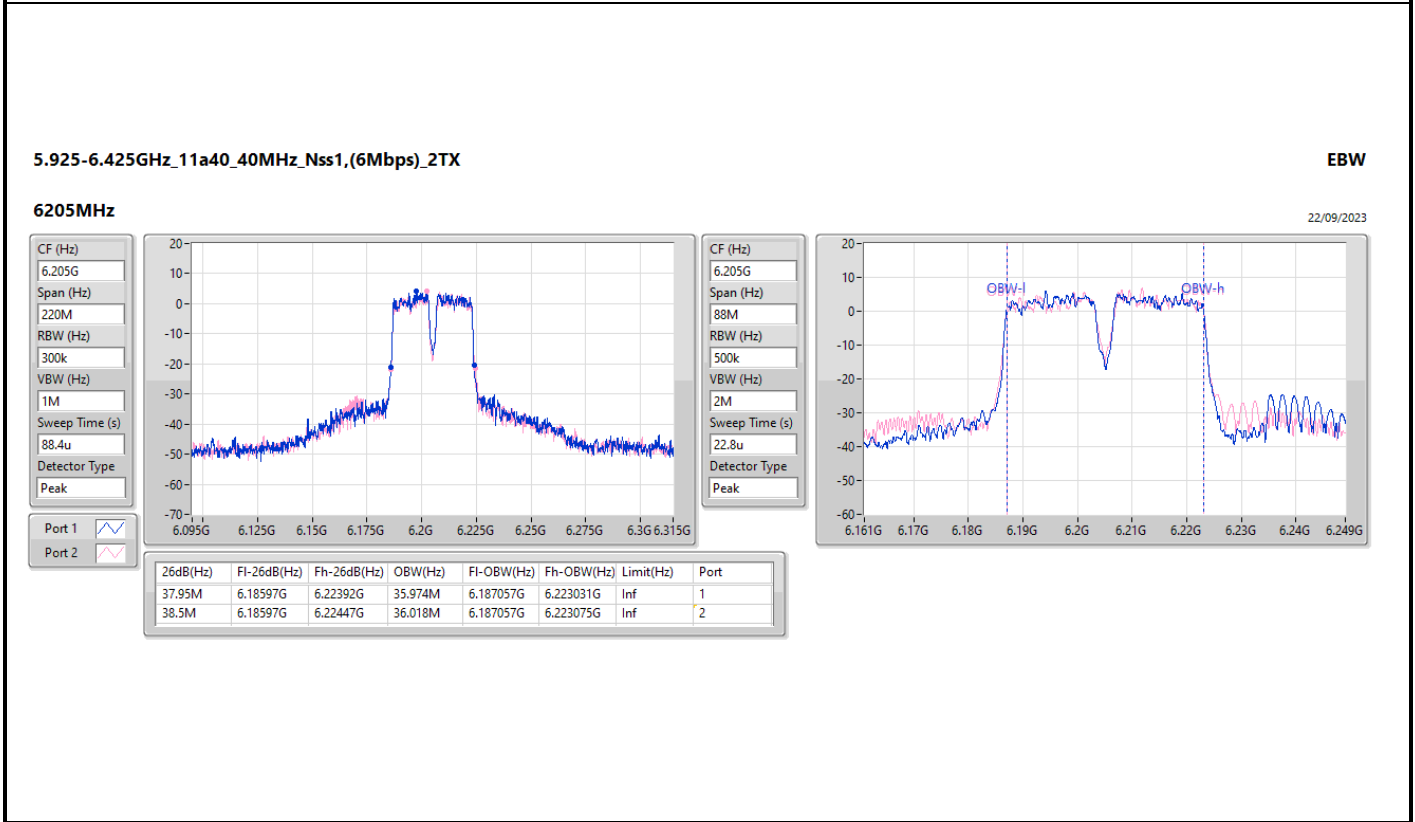 5.925-6.425GHz_11a40_40MHz_Nss1,(6Mbps)_2TX
EBW
6205MHz
22/09/2023
CF (Hz)
6.205G
Span (Hz)
220M
RBW (Hz)
300k
VBW (Hz)
1M
Sweep Time (s)
88.4u
Detector Type
Peak
Port 1
Port 2
20
10
0
-10
-20
-30
-40
-50
-60
-70
6.095G 6.125G 6.15G 6.175G 6.2G 6.225G 6.25G 6.275G 6.3G 6.315G
CF (Hz)
6.205G
Span (Hz)
88M
RBW (Hz)
500k
VBW (Hz)
2M
Sweep Time (s)
22.8u
Detector Type
Peak
20
10
0
-10
-20
-30
-40
-50
-60
OBW-l OBW-h
6.161G 6.17G 6.18G 6.19G 6.2G 6.21G 6.22G 6.23G 6.24G 6.249G
26dB(Hz) Fl-26dB(Hz) Fh-26dB(Hz) OBW(Hz) Fl-OBW(Hz) Fh-OBW(Hz) Limit(Hz) Port
37.95M 6.18597G 6.22392G 35.974M 6.187057G 6.223031G Inf 1
38.5M 6.18597G 6.22447G 36.018M 6.187057G 6.223075G Inf 2